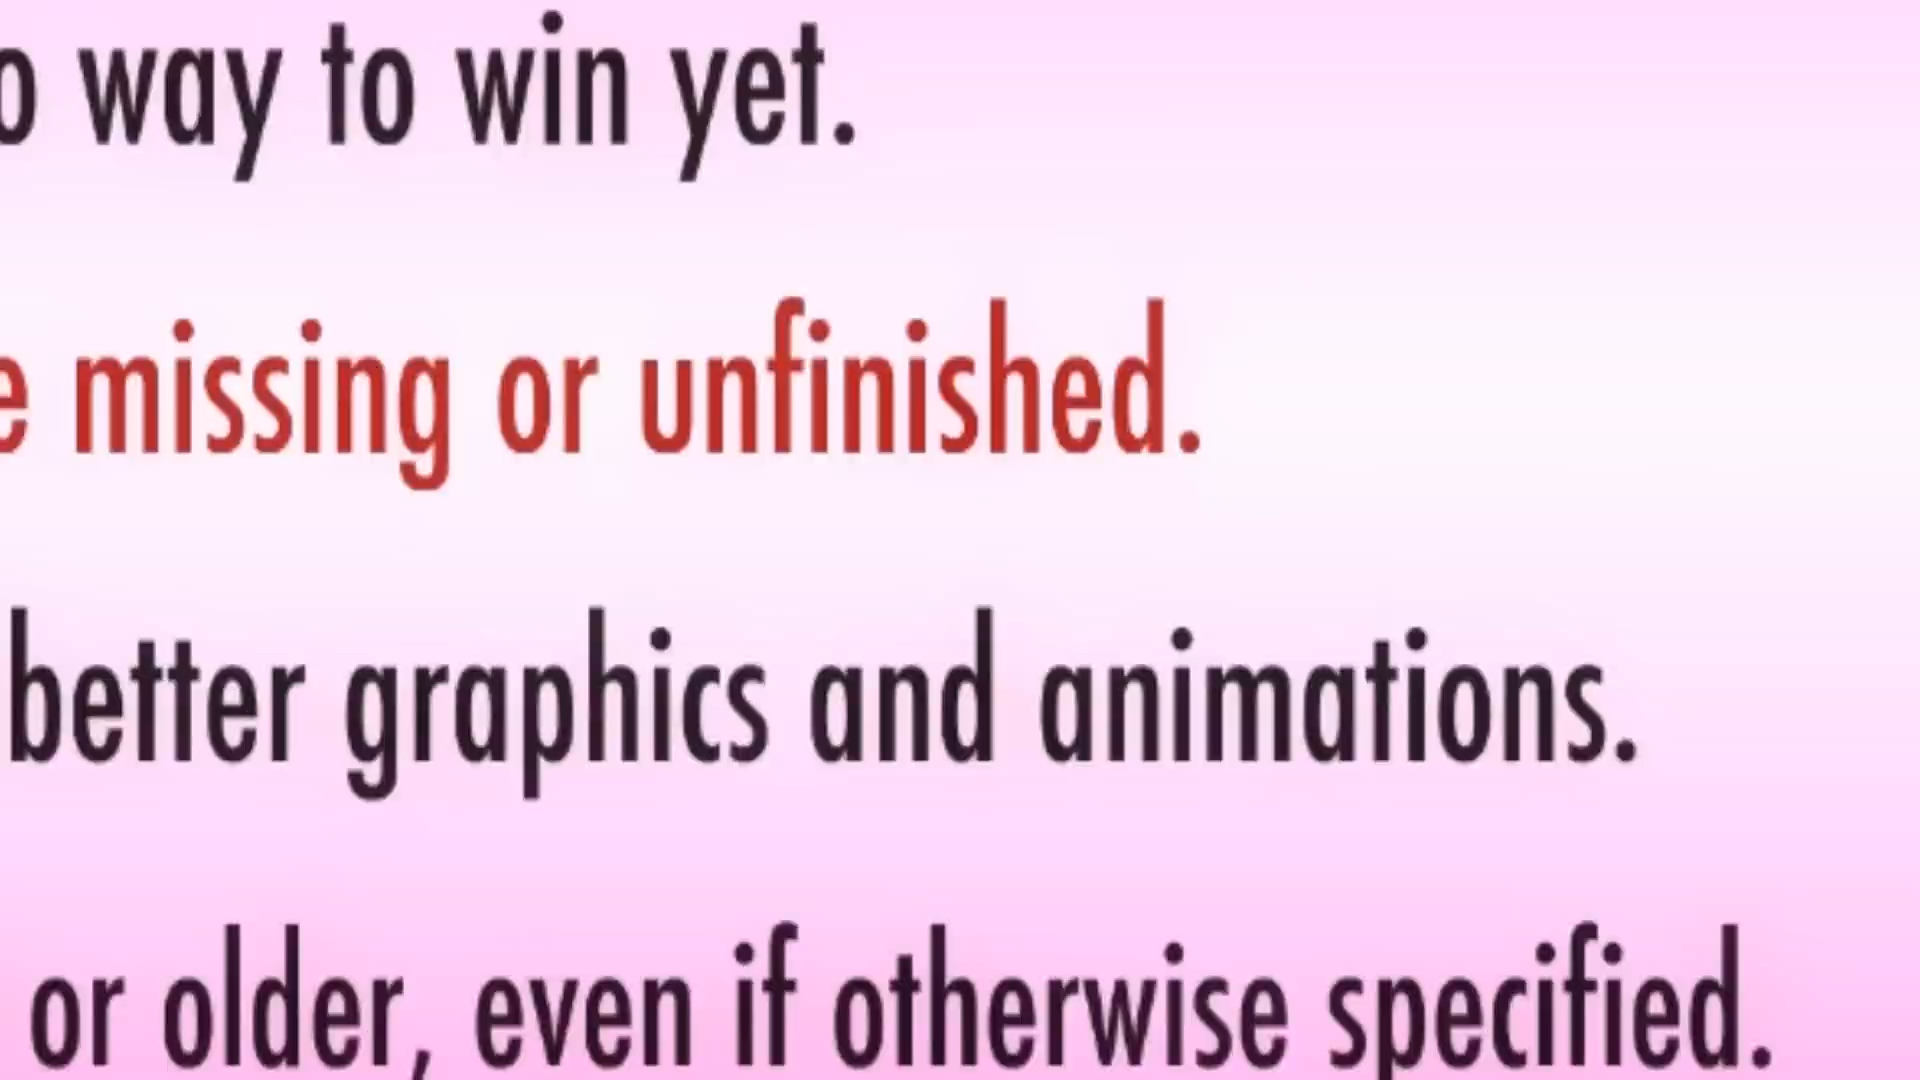 way to win yet.
missing or unfinished.
better graphics and animations.
or older, even if otherwise specified.